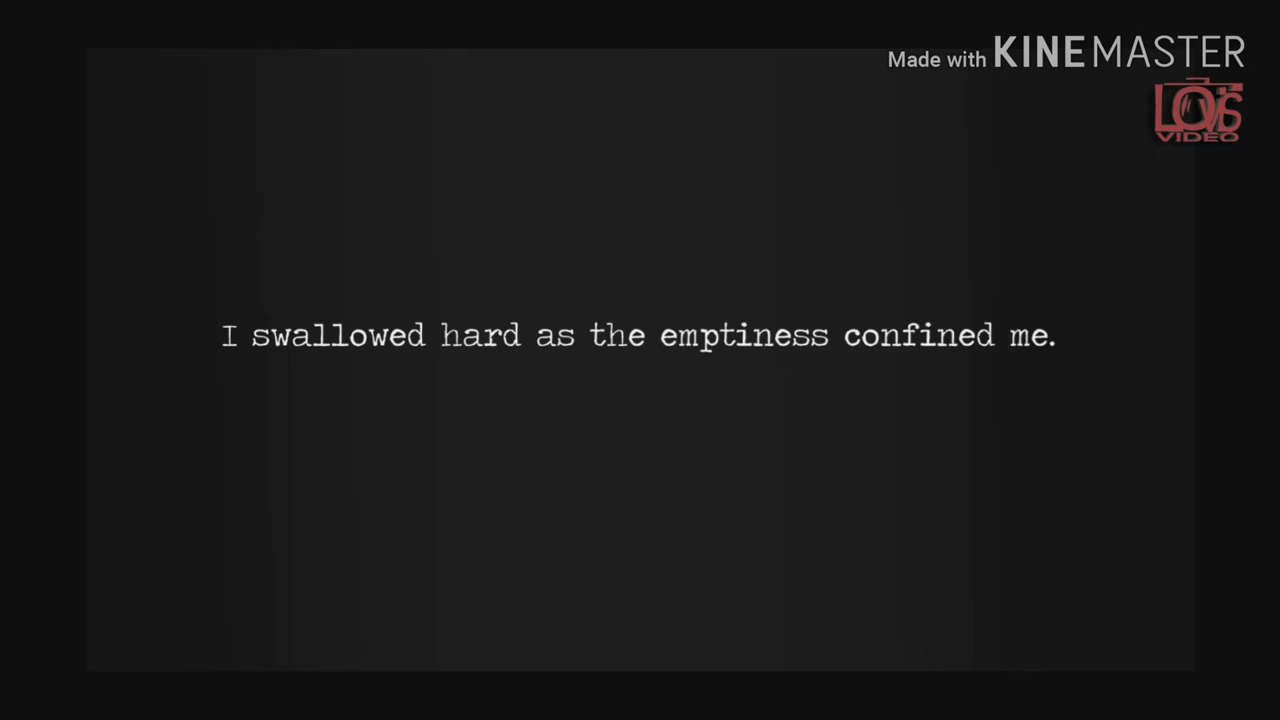 Made with KINEMASTER
VIDEO
I swallowed hard as the emptiness confined me.